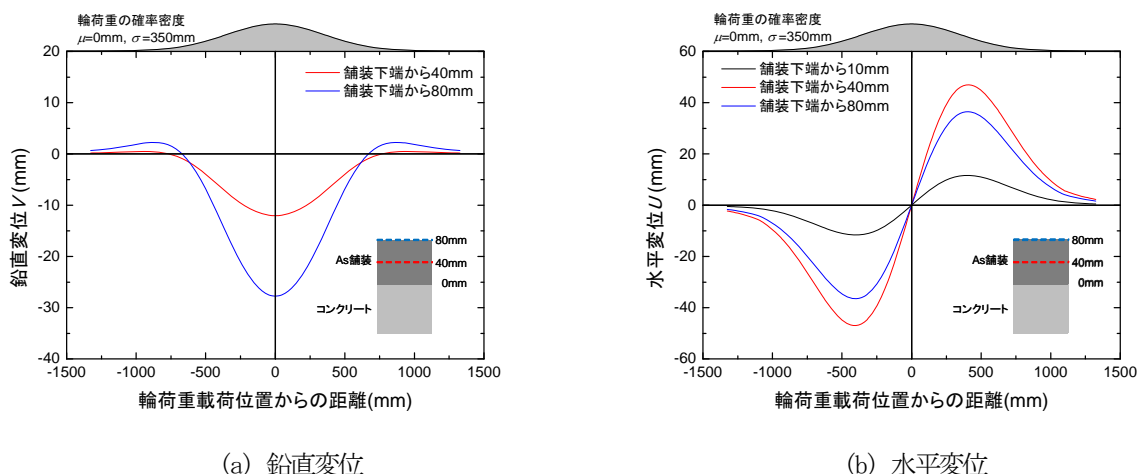 輪荷重の確率密度
μ=0mm, σ=350mm
20
10
0
-10
-20
-30
-40
鉛直変位V (mm)
舗装下端から40mm
舗装下端から80mm
80mm
As舗装
40mm
0mm
コンクリート
-1500 -1000 -500 0 500 1000 1500
輪荷重載荷位置からの距離(mm)
(a) 鉛直変位
輪荷重の確率密度
μ=0mm, σ=350mm
60
40
20
0
-20
-40
-60
水平変位U (mm)
舗装下端から10mm
舗装下端から40mm
舗装下端から80mm
80mm
As舗装
40mm
0mm
コンクリート
-1500 -1000 -500 0 500 1000 1500
輪荷重載荷位置からの距離(mm)
(b) 水平変位